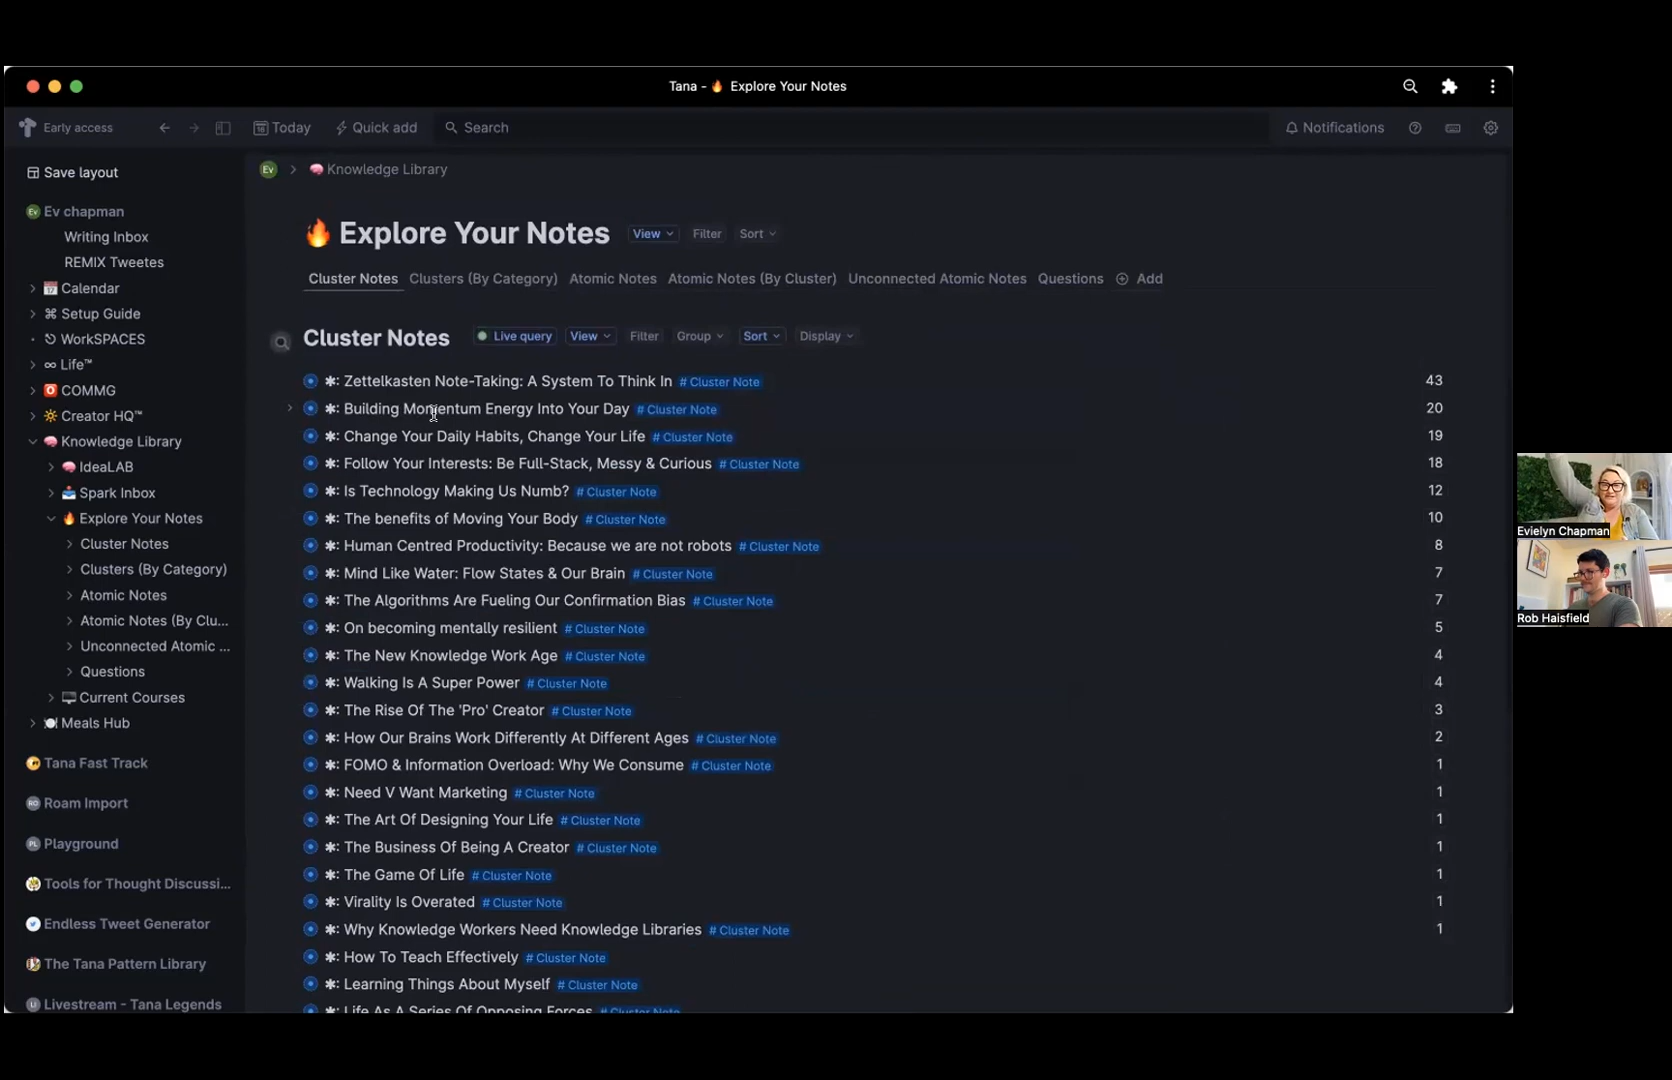 Tana - 🔥 Explore Your Notes
Early access
Today
Quick add
Search
Notifications
Save layout
Ev chapman
Writing Inbox
REMIX Tweetes
Calendar
Setup Guide
WorkSPACES
Life™
COMMG
Creator HQ™
Knowledge Library
IdeaLAB
Spark Inbox
Explore Your Notes
Cluster Notes
Clusters (By Category)
Atomic Notes
Atomic Notes (By Clu...
Unconnected Atomic ...
Questions
Current Courses
Meals Hub
Tana Fast Track
Roam Import
Playground
Tools for Thought Discussi...
Endless Tweet Generator
The Tana Pattern Library
Livestream - Tana Legends
Ev > 🧠 Knowledge Library
🔥 Explore Your Notes View Filter Sort
Cluster Notes Clusters (By Category) Atomic Notes Atomic Notes (By Cluster) Unconnected Atomic Notes Questions Add
Cluster Notes Live query View Filter Group Sort Display
✱: Zettelkasten Note-Taking: A System To Think In # Cluster Note 43
✱: Building Momentum Energy Into Your Day # Cluster Note 20
✱: Change Your Daily Habits, Change Your Life # Cluster Note 19
✱: Follow Your Interests: Be Full-Stack, Messy & Curious # Cluster Note 18
✱: Is Technology Making Us Numb? # Cluster Note 12
✱: The benefits of Moving Your Body # Cluster Note 10
✱: Human Centred Productivity: Because we are not robots # Cluster Note 8
✱: Mind Like Water: Flow States & Our Brain # Cluster Note 7
✱: The Algorithms Are Fueling Our Confirmation Bias # Cluster Note 7
✱: On becoming mentally resilient # Cluster Note 5
✱: The New Knowledge Work Age # Cluster Note 4
✱: Walking Is A Super Power # Cluster Note 4
✱: The Rise Of The 'Pro' Creator # Cluster Note 3
✱: How Our Brains Work Differently At Different Ages # Cluster Note 2
✱: FOMO & Information Overload: Why We Consume # Cluster Note 1
✱: Need V Want Marketing # Cluster Note 1
✱: The Art Of Designing Your Life # Cluster Note 1
✱: The Business Of Being A Creator # Cluster Note 1
✱: The Game Of Life # Cluster Note 1
✱: Virality Is Overated # Cluster Note 1
✱: Why Knowledge Workers Need Knowledge Libraries # Cluster Note 1
✱: How To Teach Effectively # Cluster Note
✱: Learning Things About Myself # Cluster Note
✱: Life As A Series Of Opposing Forces # Cluster Note
Evielyn Chapman
Rob Haisfield